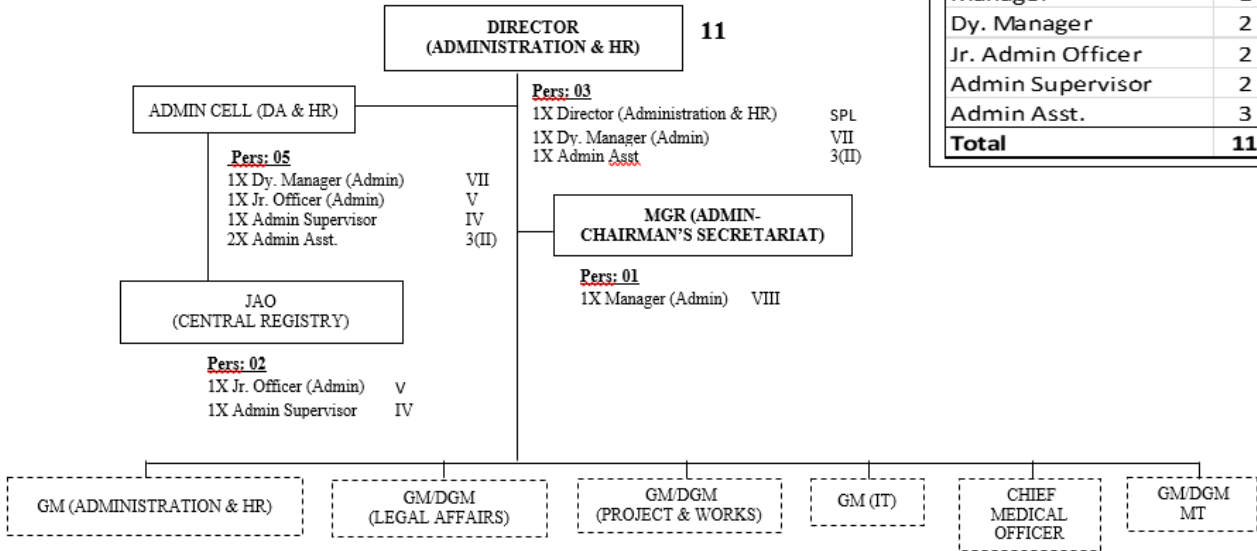 DIRECTOR
(ADMINISTRATION & HR)
11
Dy. Manager 2
Jr. Admin Officer 2
Admin Supervisor 2
Admin Asst. 3
Total 11
ADMIN CELL (DA & HR)
Pers: 03
1X Director (Administration & HR) SPL
1X Dy. Manager (Admin) VII
1X Admin Asst 3(II)
Pers: 05
1X Dy. Manager (Admin) VII
1X Jr. Officer (Admin) V
1X Admin Supervisor IV
2X Admin Asst. 3(II)
MGR (ADMIN-
CHAIRMAN'S SECRETARIAT)
Pers: 01
1X Manager (Admin) VIII
JAO
(CENTRAL REGISTRY)
Pers: 02
1X Jr. Officer (Admin) V
1X Admin Supervisor IV
GM (ADMINISTRATION & HR)
GM/DGM
(LEGAL AFFAIRS)
GM/DGM
(PROJECT & WORKS)
GM (IT)
CHIEF
MEDICAL
OFFICER
GM/DGM
MT